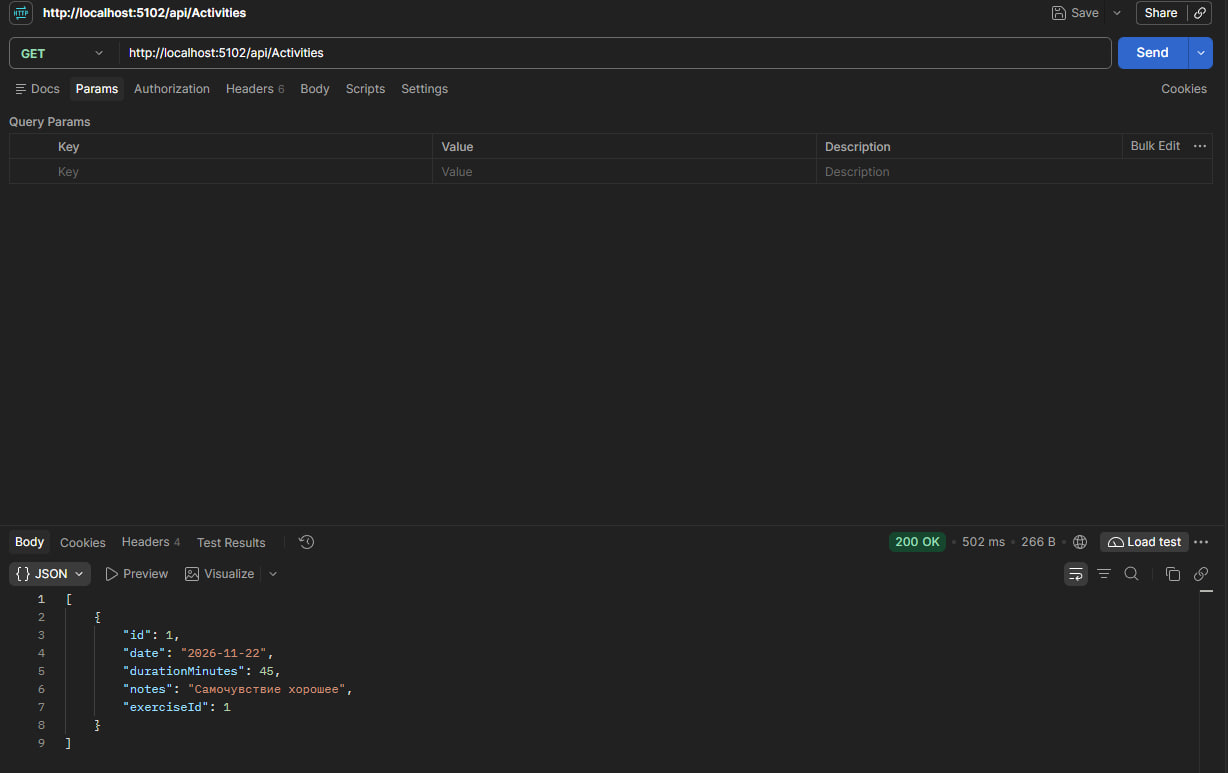 HTTP http://localhost:5102/api/Activities Save Share
GET http://localhost:5102/api/Activities Send
Docs Params Authorization Headers 6 Body Scripts Settings Cookies
Query Params
Key Value Description Bulk Edit
Key Value Description
Body Cookies Headers 4 Test Results 200 OK 502 ms 266 B Load test
{} JSON Preview Visualize
1 [
2 {
3 "id": 1,
4 "date": "2026-11-22",
5 "durationMinutes": 45,
6 "notes": "Самочувствие хорошее",
7 "exerciseId": 1
8 }
9 ]